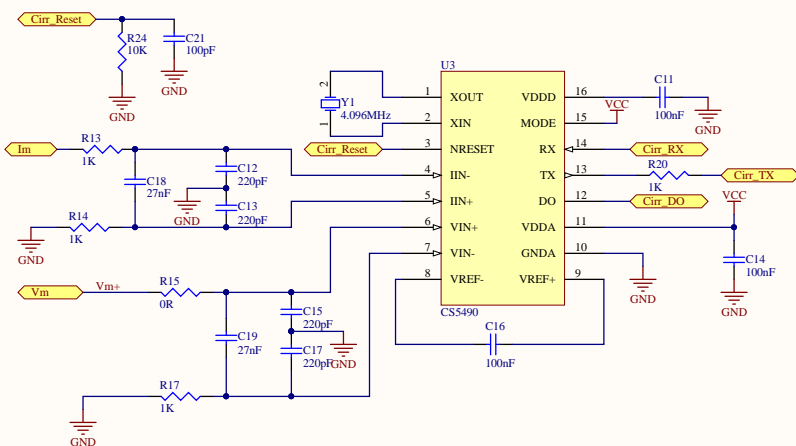 Cirr_Reset
R24
10K
C21
100pF
GND
GND
U3
CS5490
1 XOUT
2 XIN
3 NRESET
4 IIN-
5 IIN+
6 VIN+
7 VIN-
8 VREF-
VDDD 16
MODE 15
RX 14
TX 13
DO 12
VDDA 11
GNDA 10
VREF+ 9
2
1
Y1
4.096MHz
Cirr_Reset
C11
100nF
GND
VCC
Cirr_RX
R20
1K
Cirr_TX
Cirr_DO
VCC
C14
100nF
GND
GND
Im
R13
1K
C18
27nF
C12
220pF
GND
C13
220pF
R14
1K
GND
Vm
Vm+
R15
0R
C15
220pF
C19
27nF
C17
220pF
GND
R17
1K
GND
C16
100nF